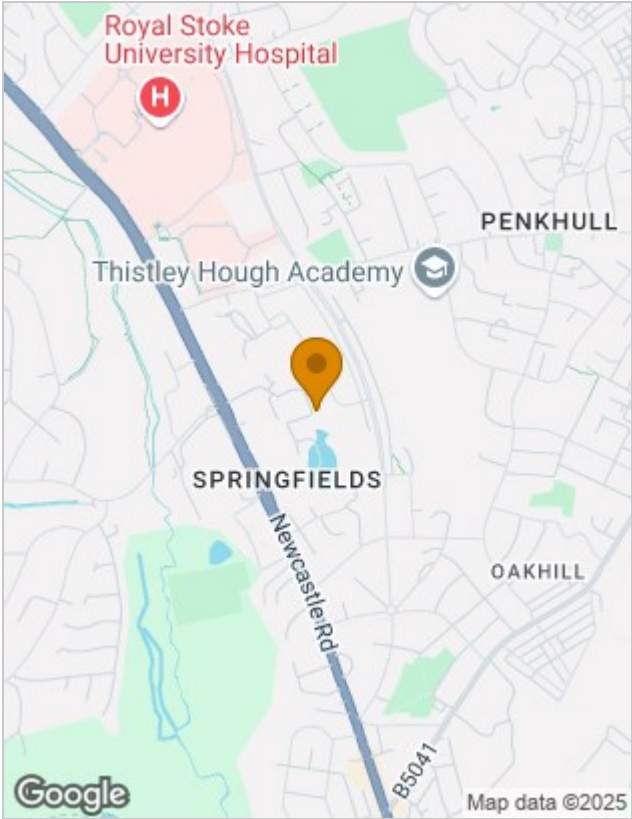 Royal Stoke
University Hospital
H
PENKHULL
Thistley Hough Academy
SPRINGFIELDS
Newcastle Rd
OAKHILL
B5041
Google
Map data ©2025